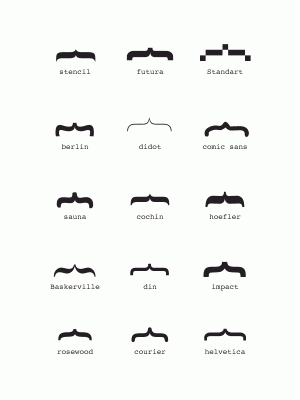 stencil futura Standart
berlin didot comic sans
sauna cochin hoefler
Baskerville din impact
rosewood courier helvetica